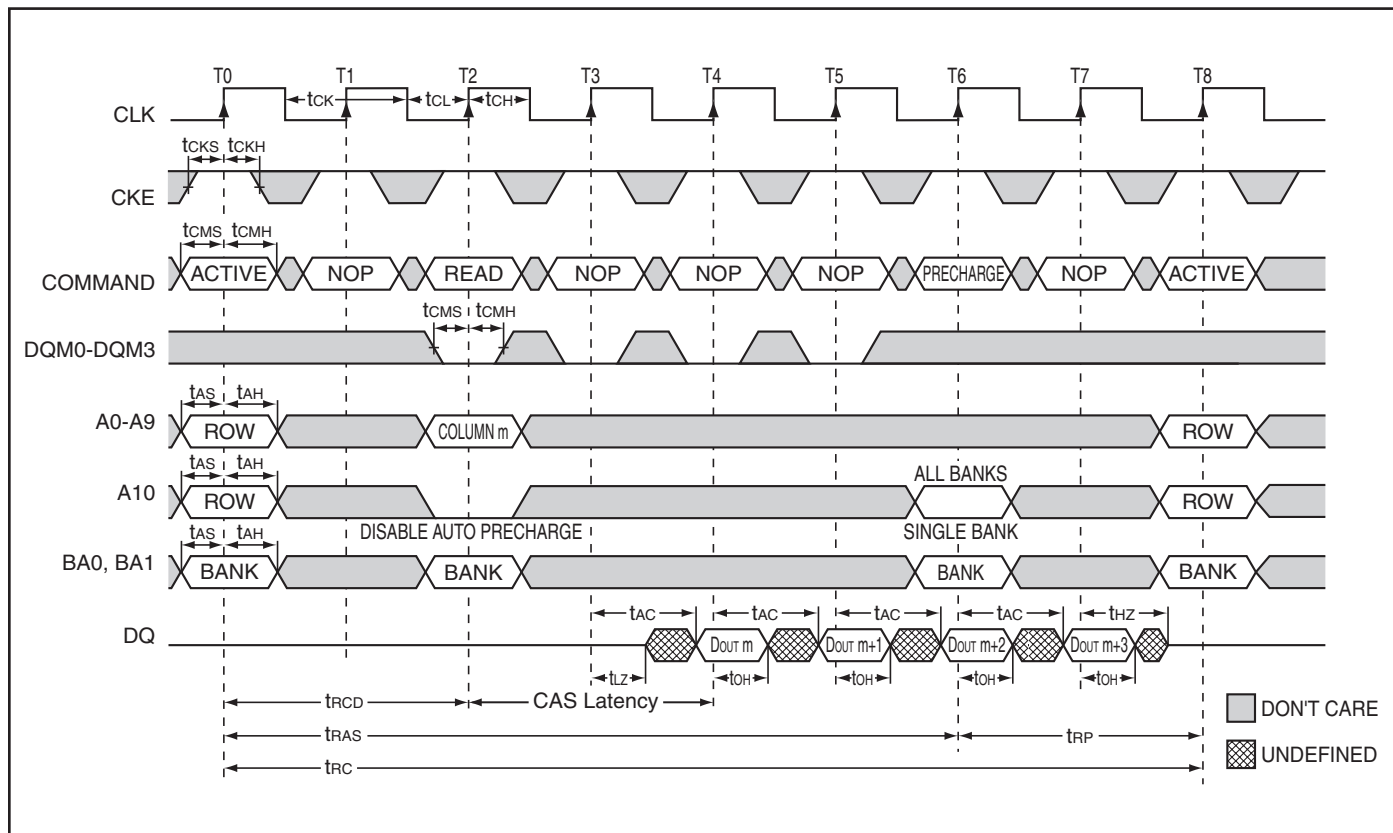 T0 T1 T2 T3 T4 T5 T6 T7 T8
CLK tCK tCL tCH
tCKS tCKH
CKE
tCMS tCMH
COMMAND ACTIVE NOP READ NOP NOP NOP PRECHARGE NOP ACTIVE
tCMS tCMH
DQM0-DQM3
tAS tAH
A0-A9 ROW COLUMN m ROW
tAS tAH ALL BANKS
A10 ROW ROW
tAS tAH DISABLE AUTO PRECHARGE SINGLE BANK
BA0, BA1 BANK BANK BANK BANK
tAC tAC tAC tAC tHZ
DQ DOUT m DOUT m+1 DOUT m+2 DOUT m+3
tLZ tOH tOH tOH tOH
tRCD CAS Latency
DON'T CARE
tRAS tRP
UNDEFINED
tRC